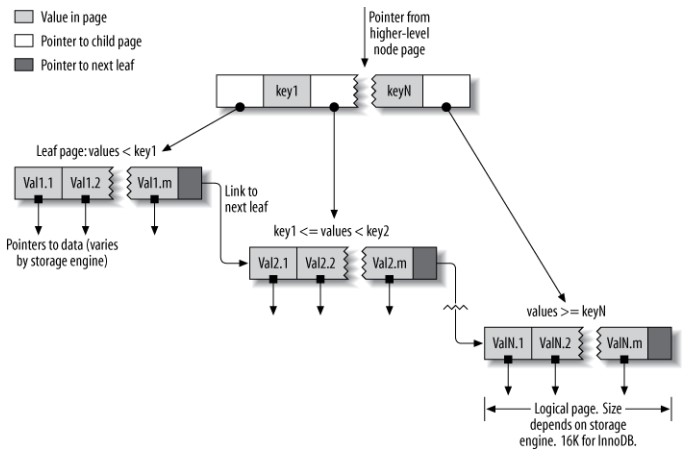 Value in page
Pointer to child page
Pointer to next leaf
Pointer from
higher-level
node page
key1
keyN
Leaf page: values < key1
Val1.1
Val1.2
Val1.m
Link to
next leaf
Pointers to data (varies
by storage engine)
key1 <= values < key2
Val2.1
Val2.2
Val2.m
values >= keyN
ValN.1
ValN.2
ValN.m
Logical page. Size
depends on storage
engine. 16K for InnoDB.